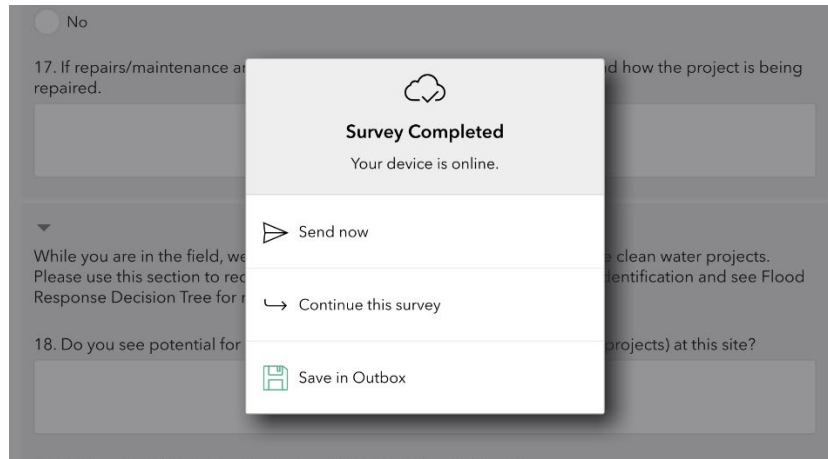 No
17. If repairs/maintenance a
d how the project is being
repaired.
Survey Completed
Your device is online.
Send now
While you are in the field, we
e clean water projects.
Please use this section to rec
entification and see Flood
Response Decision Tree for
Continue this survey
18. Do you see potential for
projects) at this site?
Save in Outbox